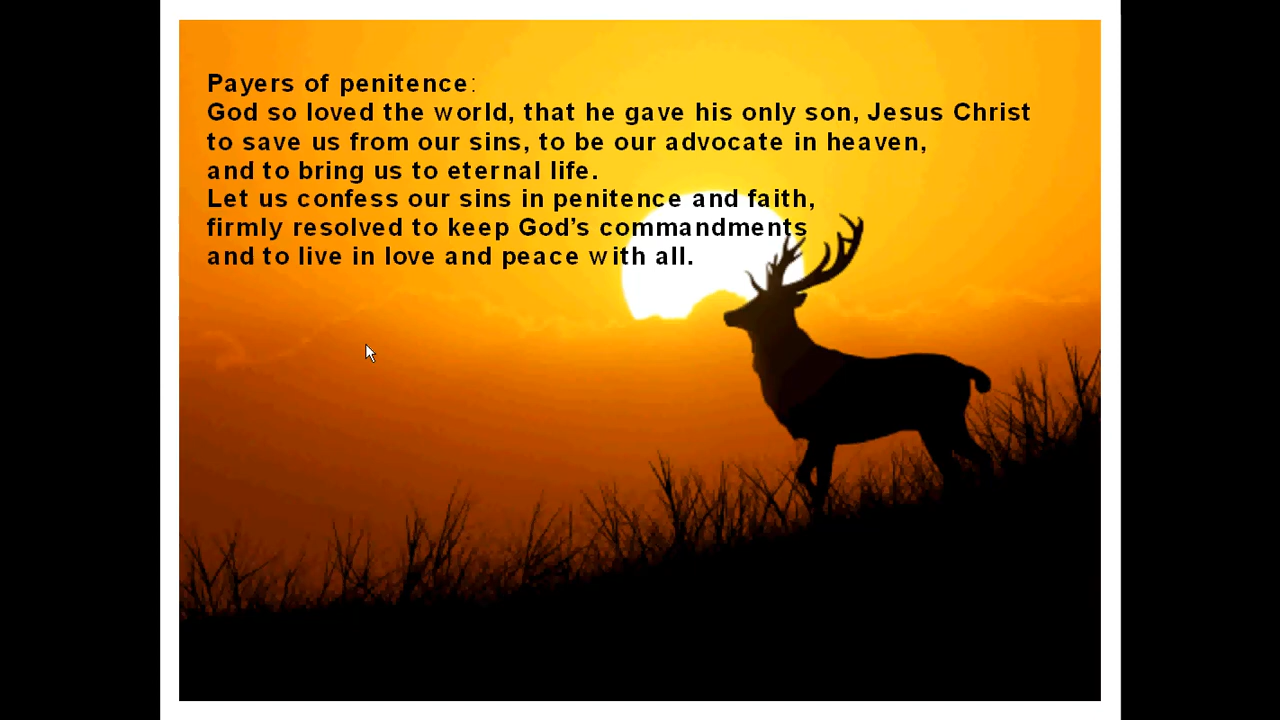 Payers of penitence:
God so loved the world, that he gave his only son, Jesus Christ
to save us from our sins, to be our advocate in heaven,
and to bring us to eternal life.
Let us confess our sins in penitence and faith,
firmly resolved to keep God’s commandments
and to live in love and peace with all.